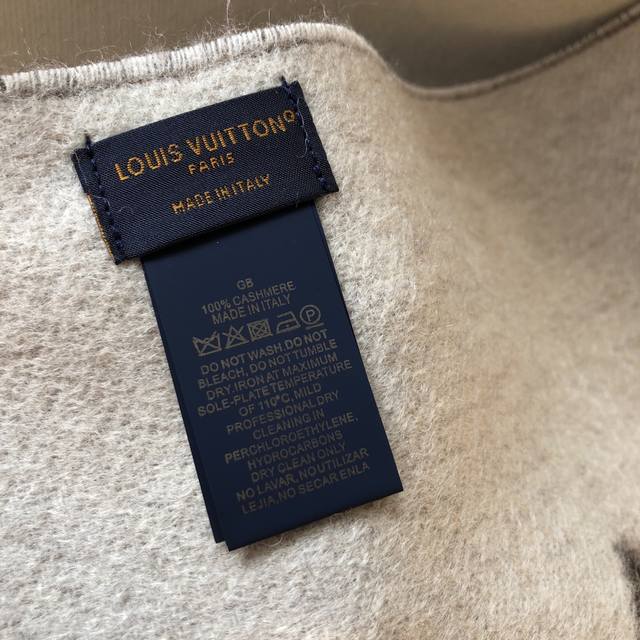 LOUIS VUITTON®
PARIS
MADE IN ITALY
GB
100% CASHMERE
MADE IN ITALY
DO NOT WASH.DO NOT
BLEACH. DO NOT TUMBLE
DRY. IRON AT MAXIMUM
SOLE-PLATE TEMPERATURE
OF 110°C.MILD
PROFESSIONAL DRY
CLEANING IN
PERCHLOROETHYLENE,
HYDROCARBONS
DRY CLEAN ONLY
NO LAVAR, NO UTILIZAR
LEJIA, NO SECAR ENLA